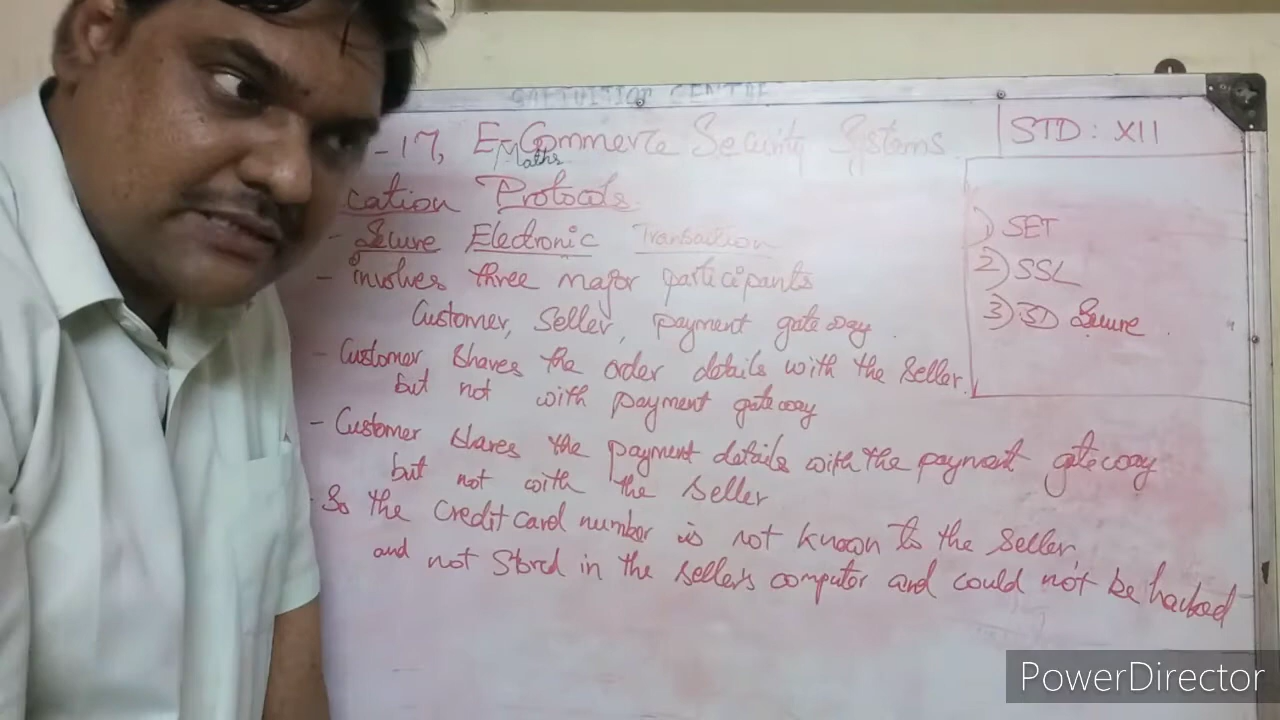 TUITION CENTRE
-17, E-Commerce Security Systems
Maths
STD: XII
cation Protocols
- Secure Electronic Transaction
- involves three major participants
Customer, Seller, payment gateway
- Customer shares the order details with the seller
but not with payment gateway
- Customer shares the payment details with the payment gateway
but not with the seller
- So the credit card number is not known to the seller,
and not stored in the seller's computer and could not be hacked
1) SET
2) SSL
3) 3D Secure
PowerDirector